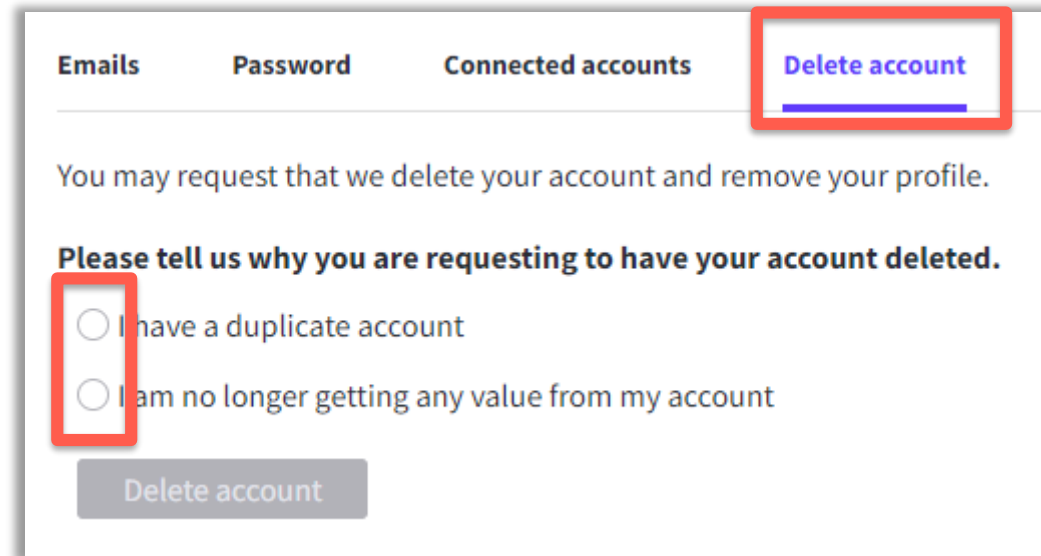 Emails Password Connected accounts Delete account
You may request that we delete your account and remove your profile.
Please tell us why you are requesting to have your account deleted.
I have a duplicate account
I am no longer getting any value from my account
Delete account